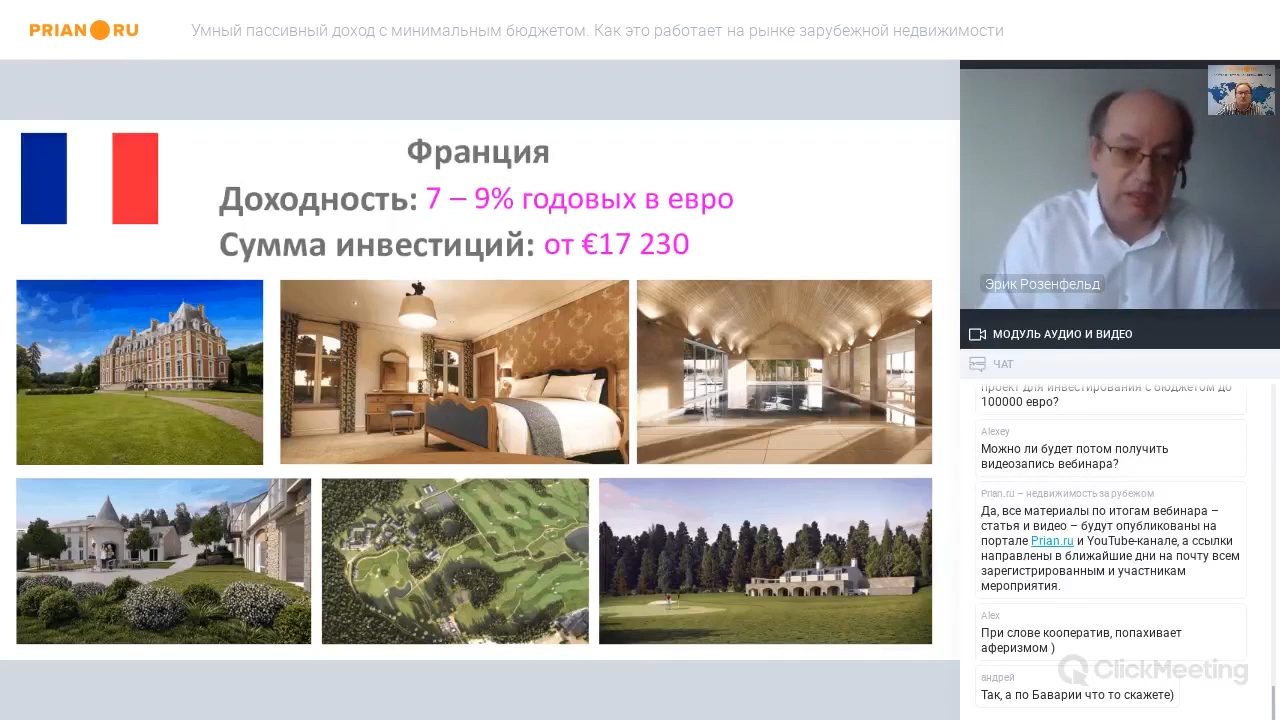 PRIAN RU
Умный пассивный доход с минимальным бюджетом. Как это работает на рынке зарубежной недвижимости
Франция
Доходность: 7 – 9% годовых в евро
Сумма инвестиций: от €17 230
Эрик Розенфельд
МОДУЛЬ АУДИО И ВИДЕО
ЧАТ
проект для инвестирования с бюджетом до
100000 евро?
Alexey
Можно ли будет потом получить
видеозапись вебинара?
Prian.ru – недвижимость за рубежом
Да, все материалы по итогам вебинара –
статья и видео – будут опубликованы на
портале Prian.ru и YouTube-канале, а ссылки
направлены в ближайшие дни на почту всем
зарегистрированным и участникам
мероприятия.
Alex
При слове кооператив, попахивает
аферизмом )
ClickMeeting
андрей
Так, а по Баварии что то скажете)